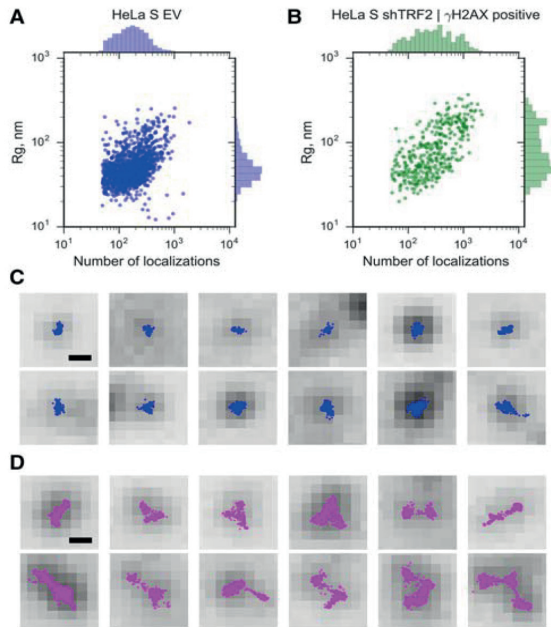 A
HeLa S EV
10³
10²
10¹
Rg, nm
10¹ 10² 10³ 10⁴
Number of localizations
B
HeLa S shTRF2 | γH2AX positive
10³
10²
10¹
Rg, nm
10¹ 10² 10³ 10⁴
Number of localizations
C
D